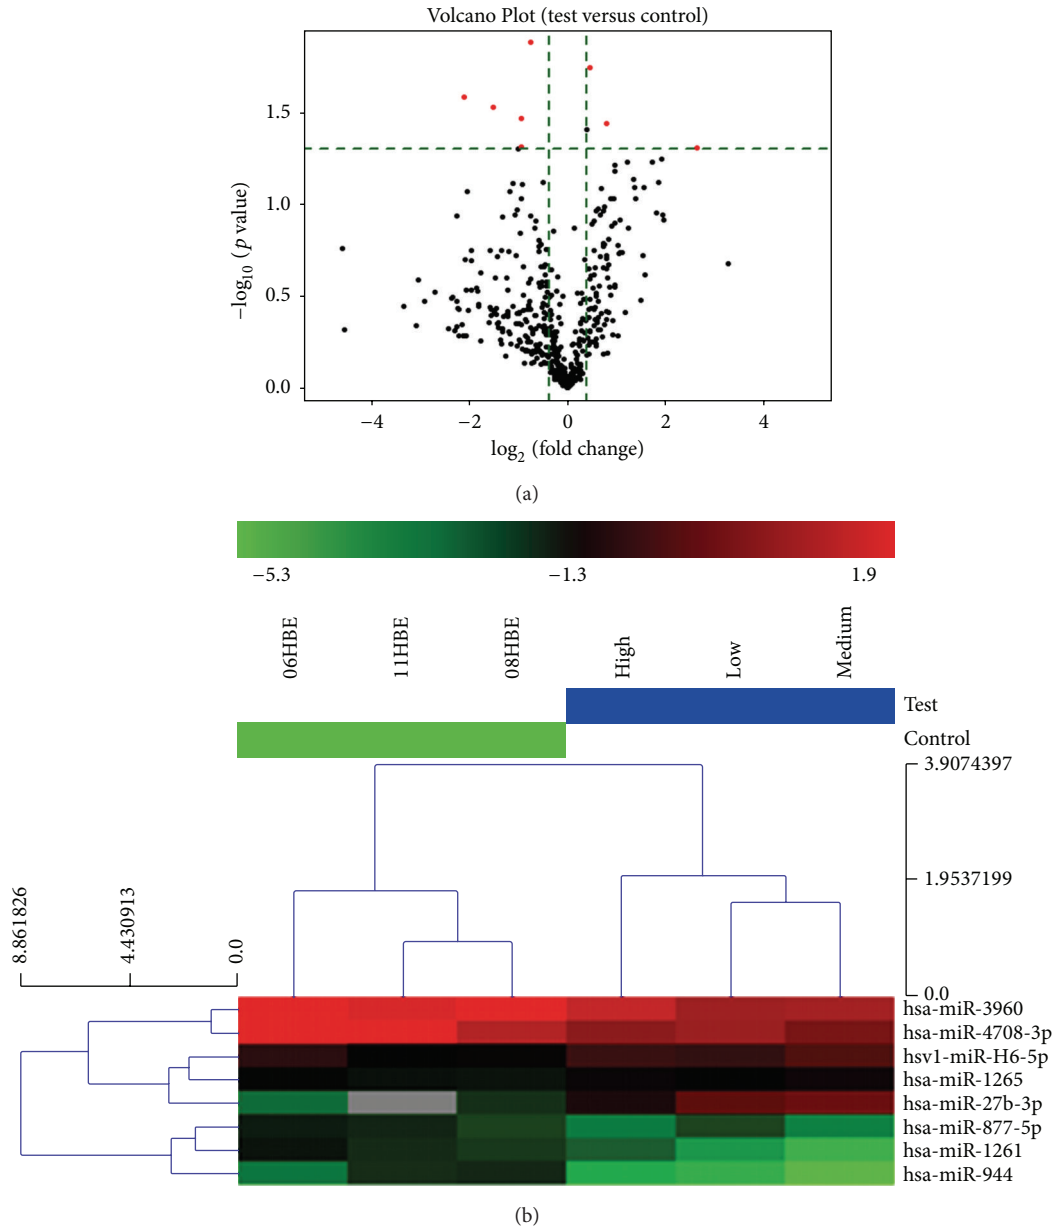 Volcano Plot (test versus control)
1.5
1.0
0.5
0.0
−log10 (p value)
−4
−2
0
2
4
log2 (fold change)
(a)
−5.3
−1.3
1.9
06HBE
11HBE
08HBE
High
Low
Medium
Test
Control
3.9074397
1.9537199
0.0
8.861826
4.430913
0.0
hsa-miR-3960
hsa-miR-4708-3p
hsv1-miR-H6-5p
hsa-miR-1265
hsa-miR-27b-3p
hsa-miR-877-5p
hsa-miR-1261
hsa-miR-944
(b)